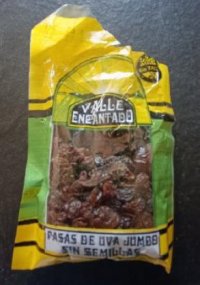 VALLE
ENCANTADO
PASAS DE UVA JUMBO
SIN SEMILLAS